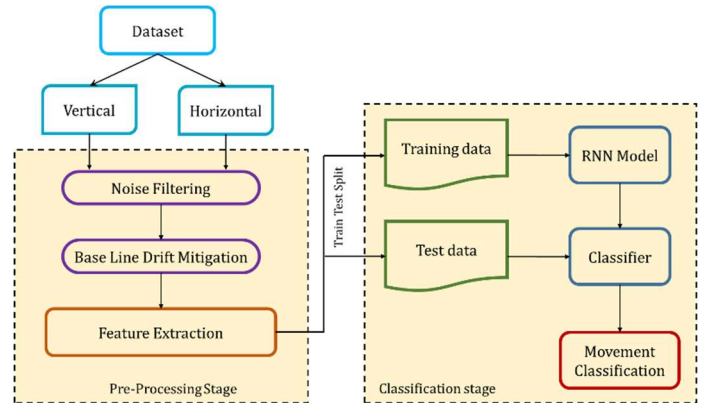 Dataset
Vertical
Horizontal
Noise Filtering
Base Line Drift Mitigation
Feature Extraction
Pre-Processing Stage
Train Test Split
Training data
RNN Model
Test data
Classifier
Movement
Classification
Classification stage